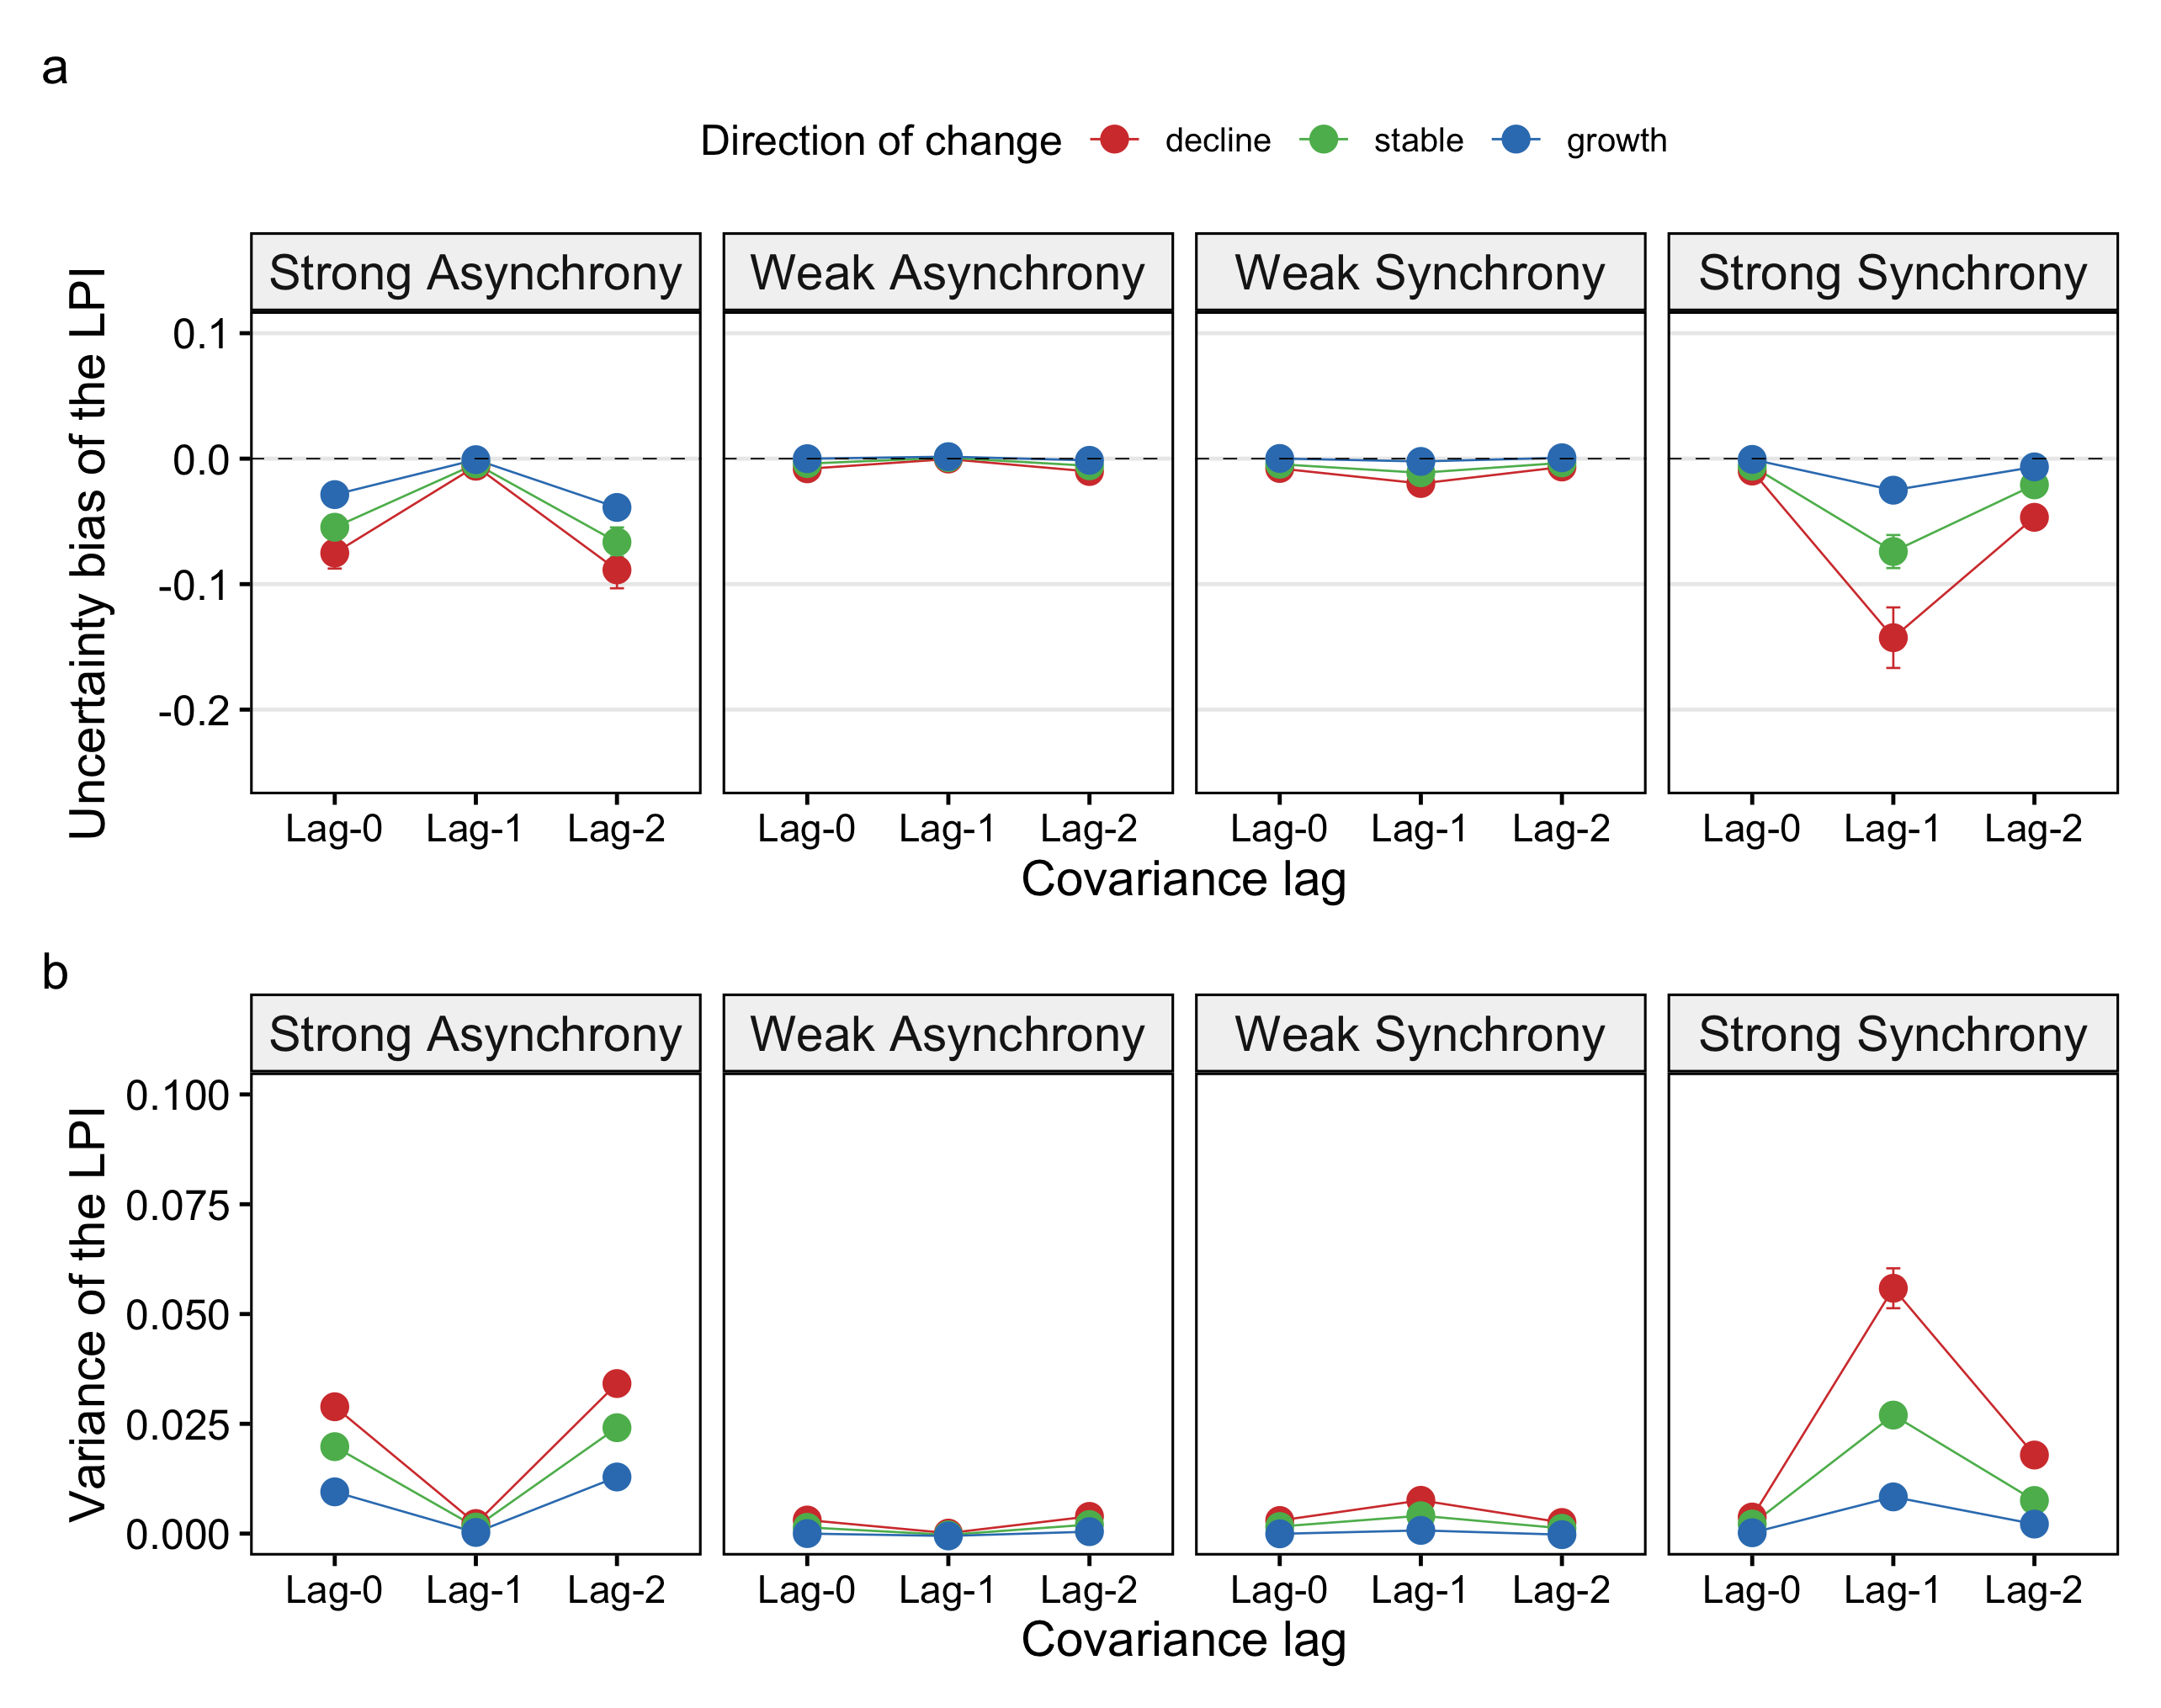 a
Direction of change decline stable growth
Strong Asynchrony Weak Asynchrony Weak Synchrony Strong Synchrony
Uncertainty bias of the LPI
0.1
0.0
-0.1
-0.2
Lag-0 Lag-1 Lag-2 Lag-0 Lag-1 Lag-2 Lag-0 Lag-1 Lag-2 Lag-0 Lag-1 Lag-2
Covariance lag
b
Strong Asynchrony Weak Asynchrony Weak Synchrony Strong Synchrony
Variance of the LPI
0.100
0.075
0.050
0.025
0.000
Lag-0 Lag-1 Lag-2 Lag-0 Lag-1 Lag-2 Lag-0 Lag-1 Lag-2 Lag-0 Lag-1 Lag-2
Covariance lag